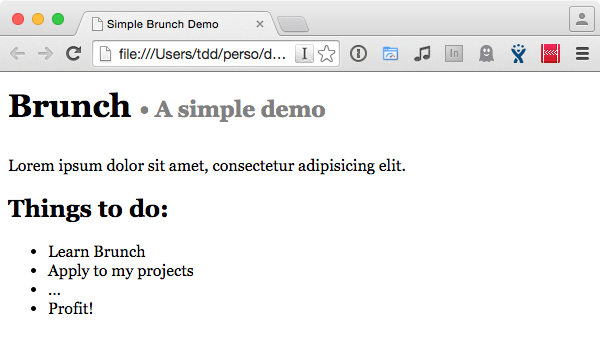 Simple Brunch Demo
file:///Users/tdd/perso/d...
Brunch • A simple demo
Lorem ipsum dolor sit amet, consectetur adipisicing elit.
Things to do:
• Learn Brunch
• Apply to my projects
• ...
• Profit!